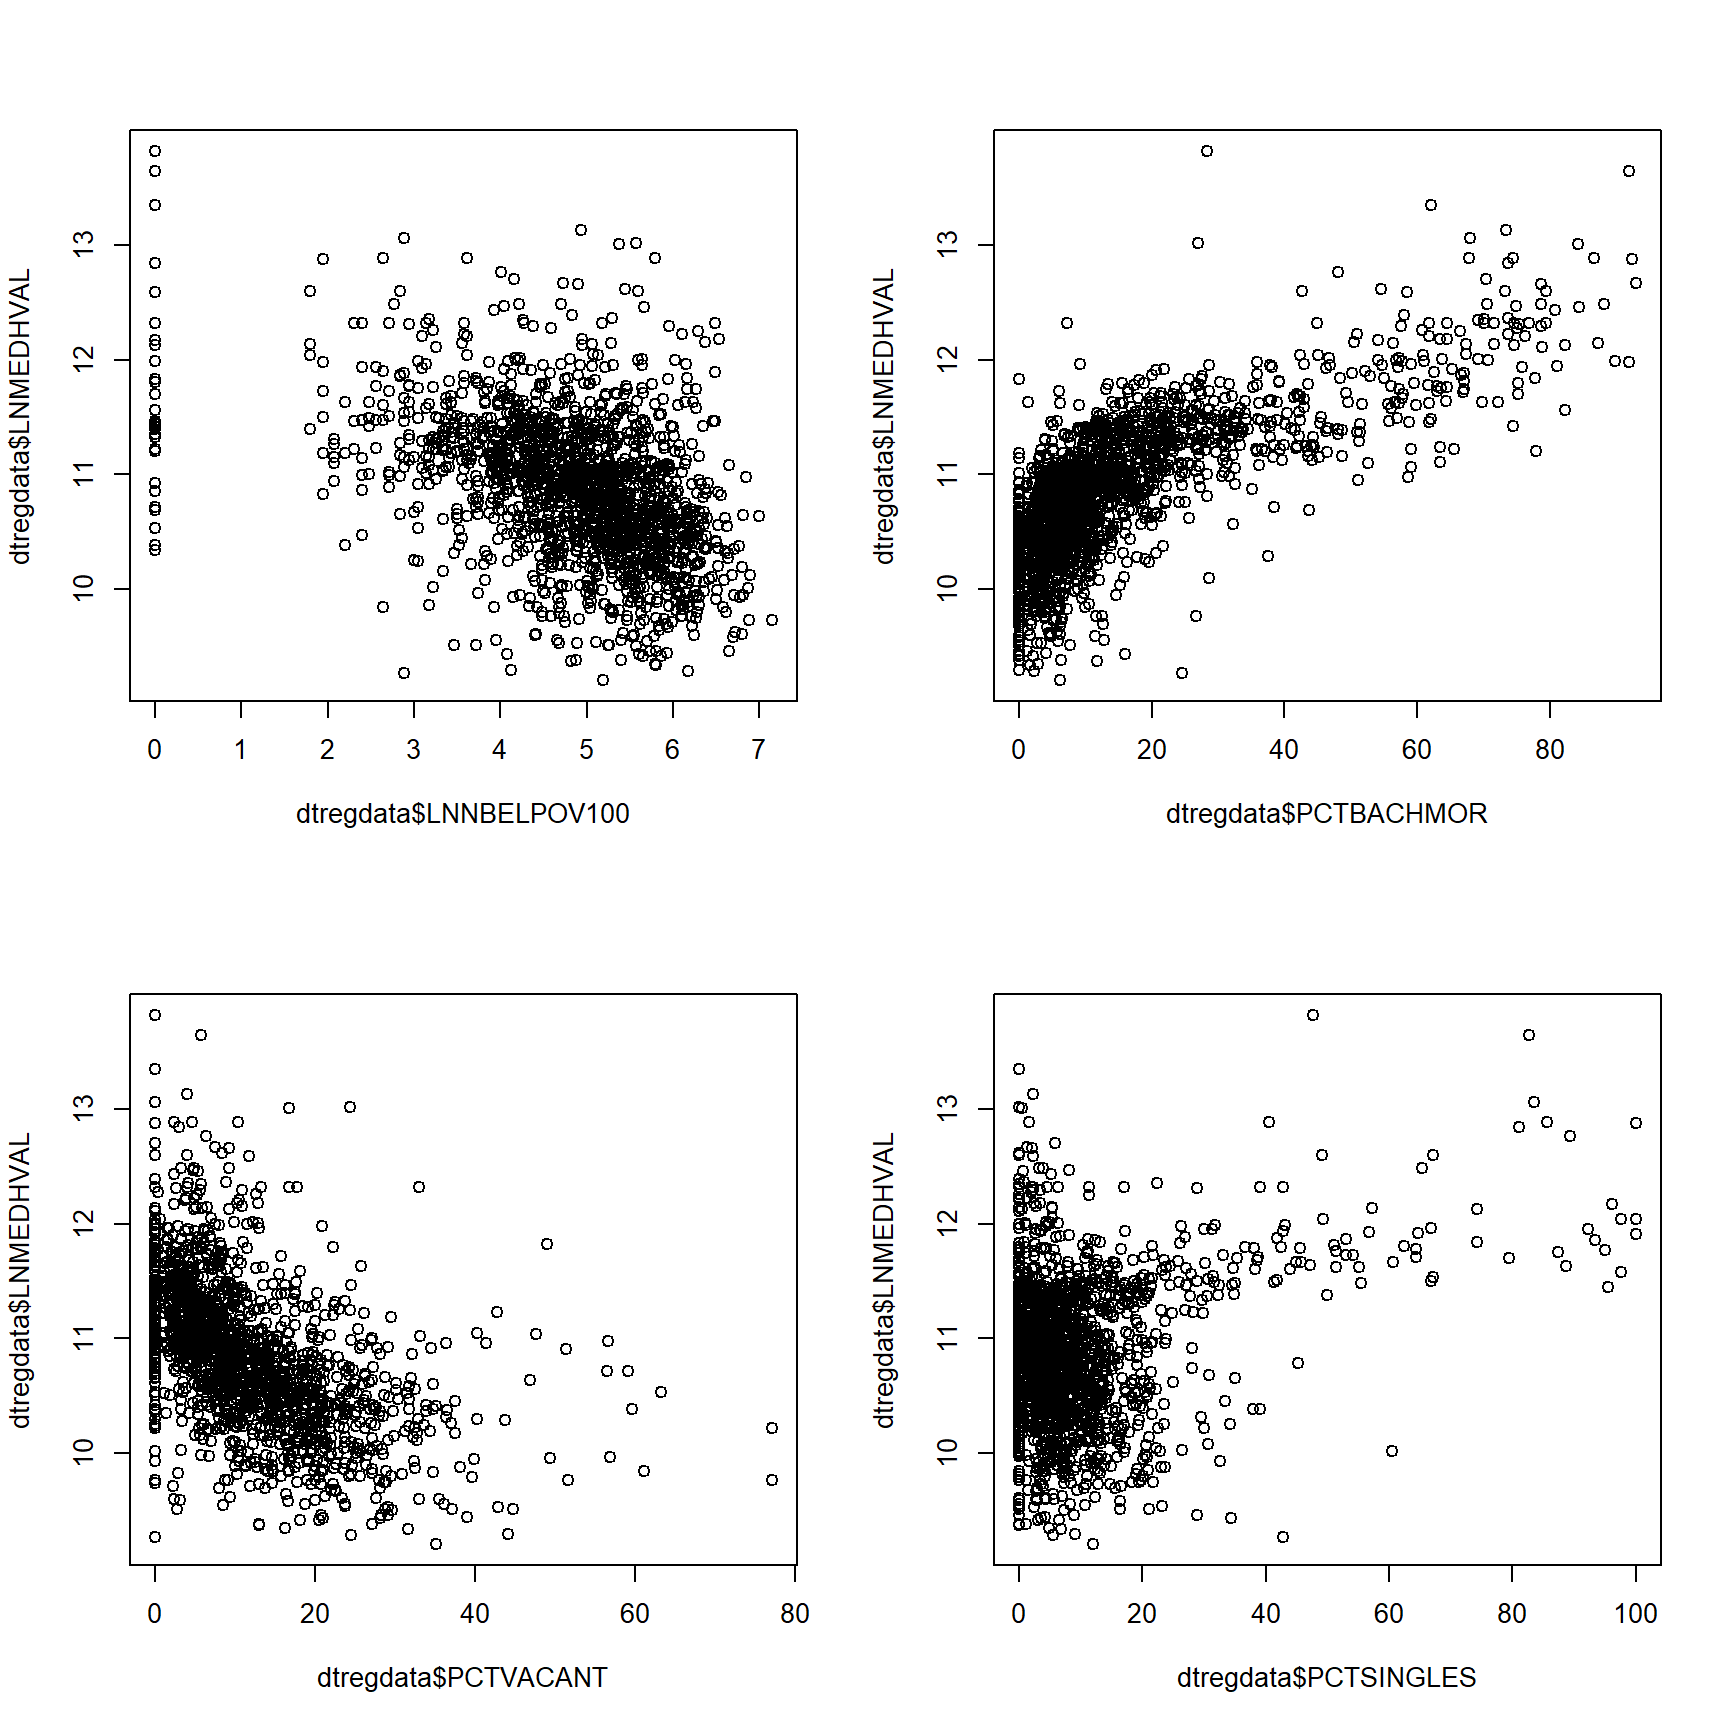 dtregdata$LNMEDHVAL
13
12
11
10
0 1 2 3 4 5 6 7
dtregdata$LNNBELPOV100
dtregdata$LNMEDHVAL
13
12
11
10
0 20 40 60 80
dtregdata$PCTBACHMOR
dtregdata$LNMEDHVAL
13
12
11
10
0 20 40 60 80
dtregdata$PCTVACANT
dtregdata$LNMEDHVAL
13
12
11
10
0 20 40 60 80 100
dtregdata$PCTSINGLES